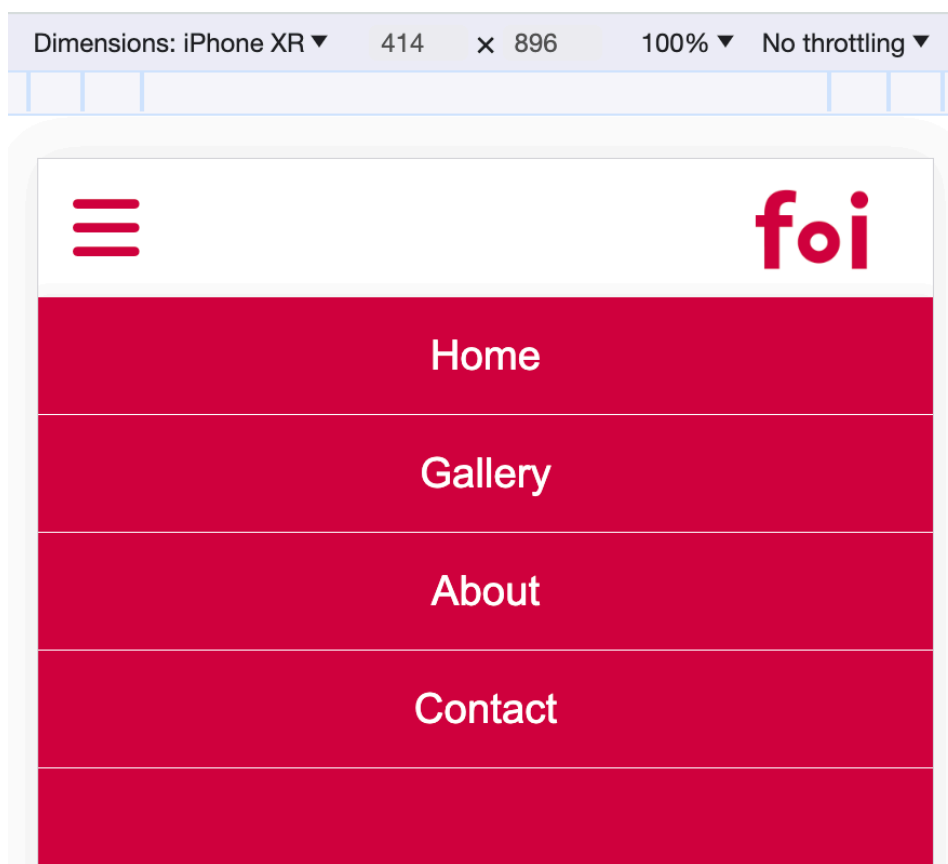 Dimensions: iPhone XR ▼ 414 × 896 100% ▼ No throttling ▼
foi
Home
Gallery
About
Contact